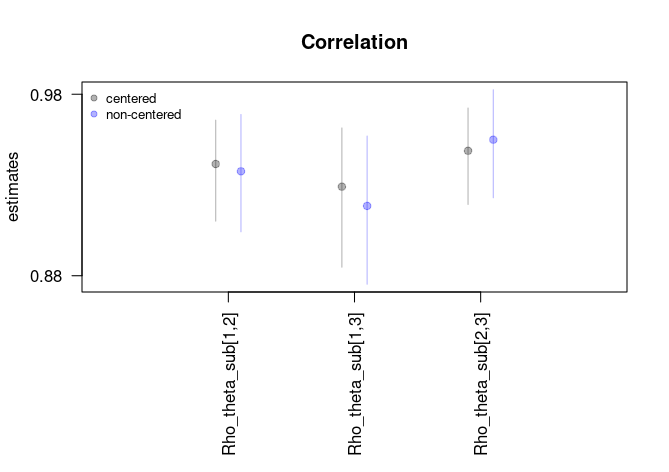 Correlation
0.98
centered
non-centered
estimates
0.88
Rho_theta_sub[1,2]
Rho_theta_sub[1,3]
Rho_theta_sub[2,3]